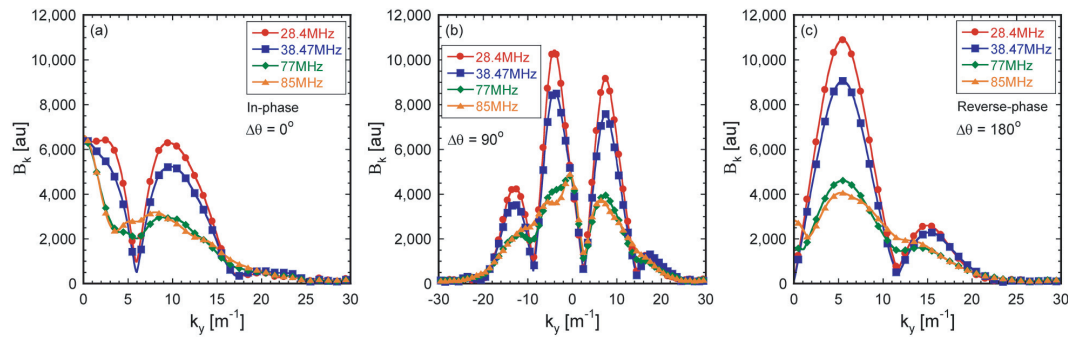 (a)
28.4MHz
38.47MHz
77MHz
85MHz
In-phase
Δθ = 0°
12,000
10,000
8,000
6,000
4,000
2,000
0
B_k [au]
0 5 10 15 20 25 30
k_y [m⁻¹]
(b)
28.4MHz
38.47MHz
77MHz
85MHz
Δθ = 90°
12,000
10,000
8,000
6,000
4,000
2,000
0
B_k [au]
-30 -20 -10 0 10 20 30
k_y [m⁻¹]
(c)
28.4MHz
38.47MHz
77MHz
85MHz
Reverse-phase
Δθ = 180°
12,000
10,000
8,000
6,000
4,000
2,000
0
B_k [au]
0 5 10 15 20 25 30
k_y [m⁻¹]